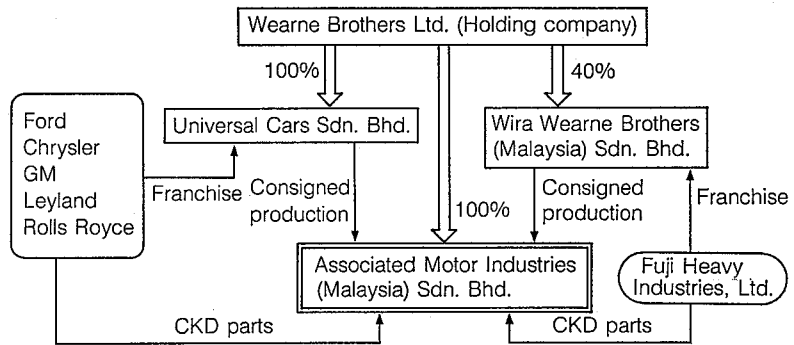 Wearne Brothers Ltd. (Holding company)
100%
40%
Ford
Chrysler
GM
Leyland
Rolls Royce
Universal Cars Sdn. Bhd.
Wira Wearne Brothers
(Malaysia) Sdn. Bhd.
Franchise
Consigned
production
100%
Consigned
production
Franchise
Associated Motor Industries
(Malaysia) Sdn. Bhd.
Fuji Heavy
Industries, Ltd.
CKD parts
CKD parts